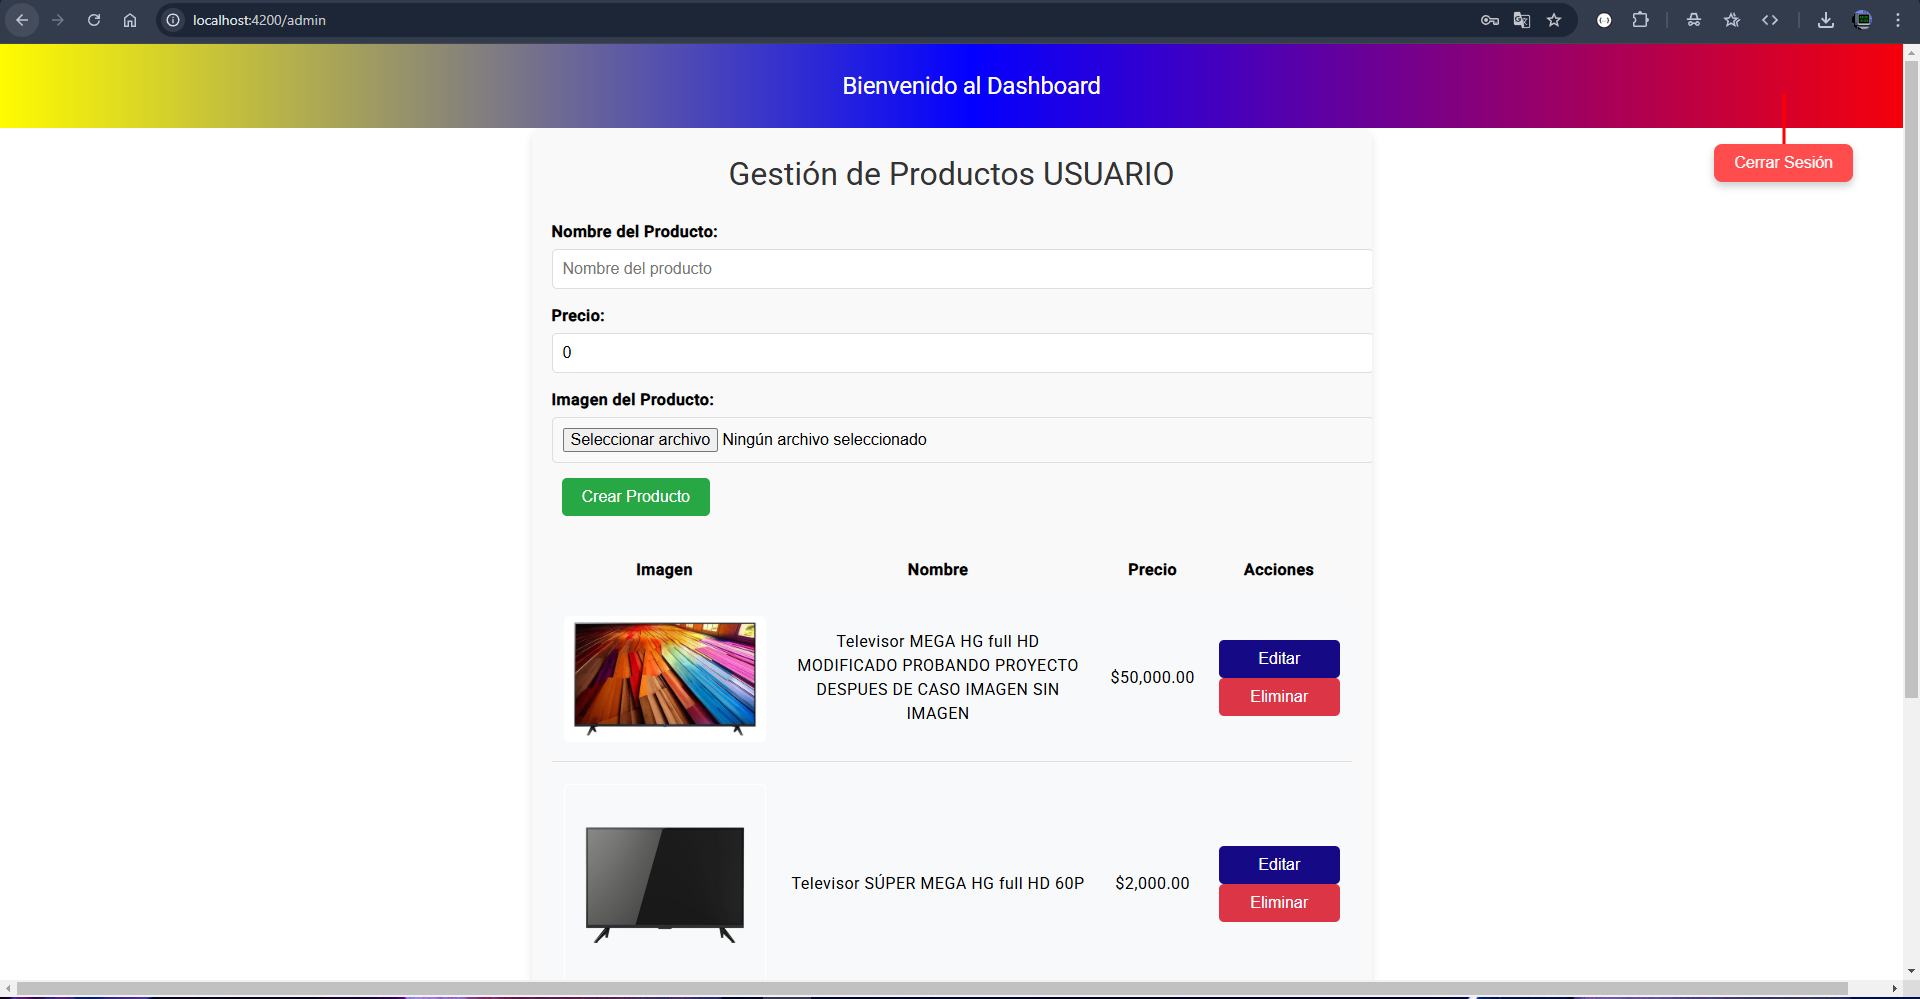 localhost:4200/admin
Bienvenido al Dashboard
Cerrar Sesión
Gestión de Productos USUARIO
Nombre del Producto:
Nombre del producto
Precio:
0
Imagen del Producto:
Seleccionar archivo Ningún archivo seleccionado
Crear Producto
Imagen Nombre Precio Acciones
Televisor MEGA HG full HD
MODIFICADO PROBANDO PROYECTO
DESPUES DE CASO IMAGEN SIN
IMAGEN
$50,000.00
Editar
Eliminar
Televisor SÚPER MEGA HG full HD 60P
$2,000.00
Editar
Eliminar